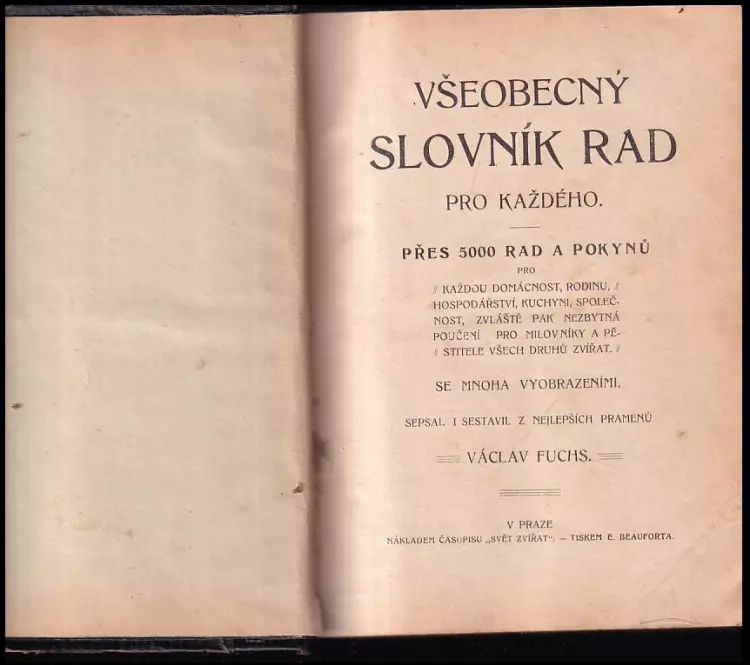 VŠEOBECNÝ
SLOVNÍK RAD
PRO KAŽDÉHO.
PŘES 5000 RAD A POKYNŮ
PRO
// KAŽDOU DOMÁCNOST, RODINU, //
HOSPODÁŘSTVÍ, KUCHYNI, SPOLEČ-
NOST, ZVLÁŠTĚ PAK NEZBYTNÁ
POUČENÍ PRO MILOVNÍKY A PĚ-
// STITELE VŠECH DRUHŮ ZVÍŘAT. //
SE MNOHA VYOBRAZENÍMI.
SEPSAL I SESTAVIL Z NEJLEPŠÍCH PRAMENŮ
VÁCLAV FUCHS.
V PRAZE
NÁKLADEM ČASOPISU „SVĚT ZVÍŘAT“. — TISKEM E. BEAUFORTA.